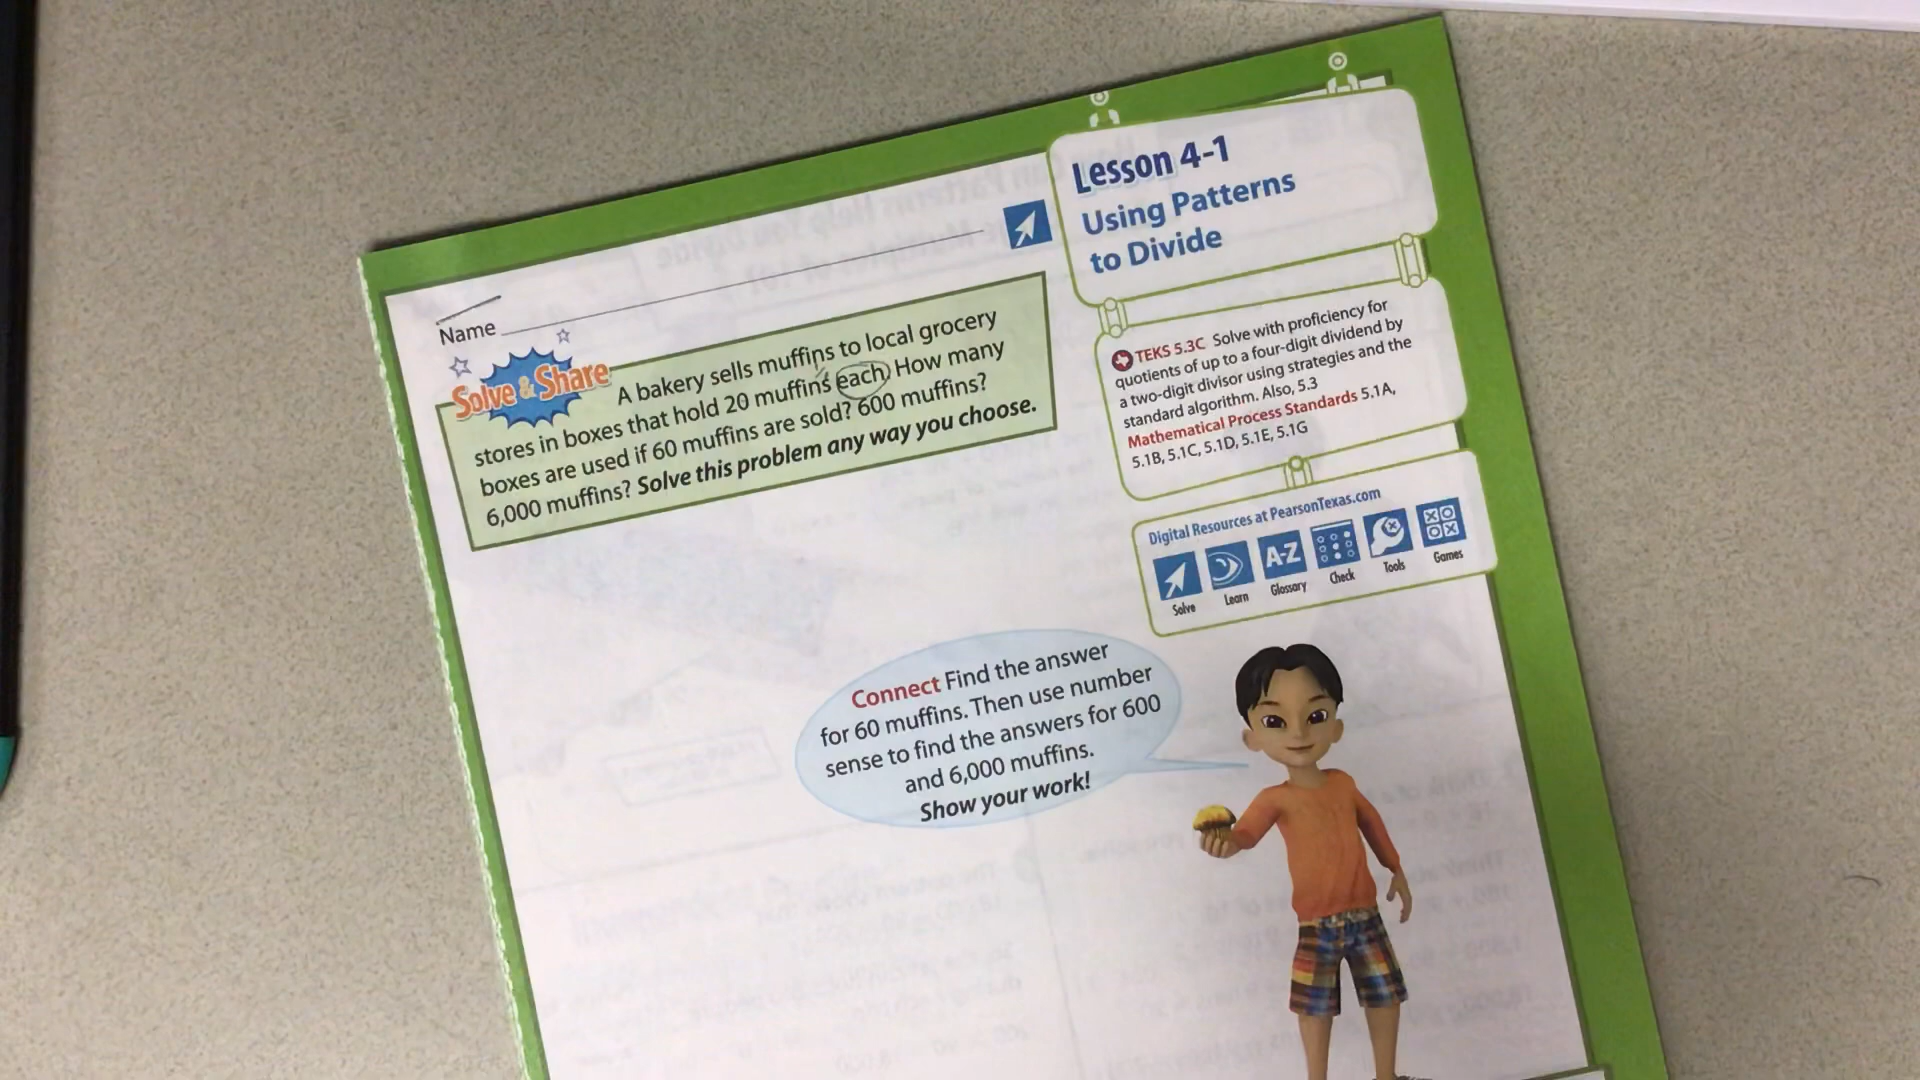 Lesson 4-1
Using Patterns
to Divide
Name
Solve & Share
A bakery sells muffins to local grocery
stores in boxes that hold 20 muffins each. How many
boxes are used if 60 muffins are sold? 600 muffins?
6,000 muffins? Solve this problem any way you choose.
TEKS 5.3C Solve with proficiency for
quotients of up to a four-digit dividend by
a two-digit divisor using strategies and the
standard algorithm. Also, 5.3
Mathematical Process Standards 5.1A,
5.1B, 5.1C, 5.1D, 5.1E, 5.1G
Digital Resources at PearsonTexas.com
A-Z
Solve Learn Glossary Check Tools Games
Connect Find the answer
for 60 muffins. Then use number
sense to find the answers for 600
and 6,000 muffins.
Show your work!